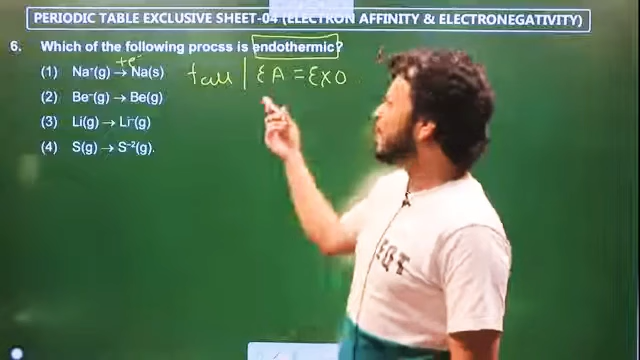 PERIODIC TABLE EXCLUSIVE SHEET-04 (ELECTRON AFFINITY & ELECTRONEGATIVITY)
6. Which of the following procss is endothermic?
+e⁻
(1) Na⁺(g) → Na(s)
(2) Be⁻(g) → Be(g)
(3) Li(g) → Li⁻(g)
(4) S(g) → S⁻²(g).
EA = EXO